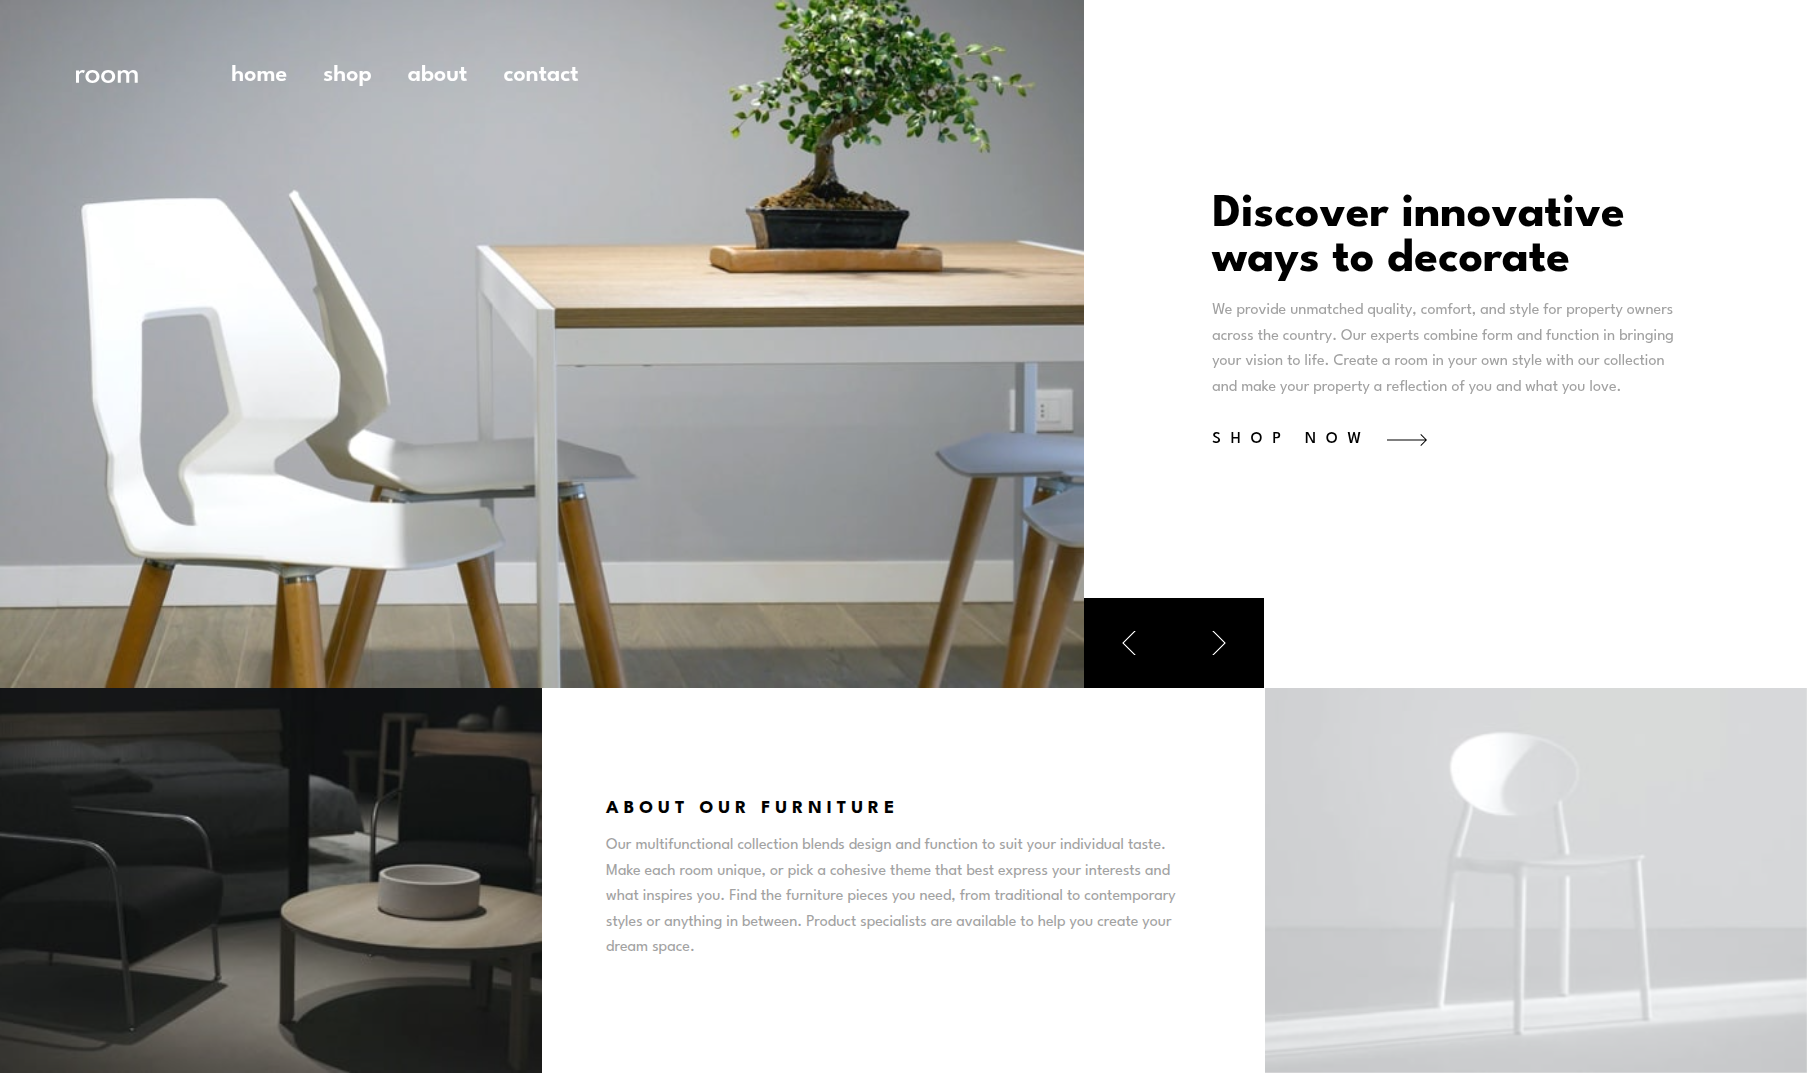 room
home shop about contact
Discover innovative
ways to decorate
We provide unmatched quality, comfort, and style for property owners
across the country. Our experts combine form and function in bringing
your vision to life. Create a room in your own style with our collection
and make your property a reflection of you and what you love.
SHOP NOW
ABOUT OUR FURNITURE
Our multifunctional collection blends design and function to suit your individual taste.
Make each room unique, or pick a cohesive theme that best express your interests and
what inspires you. Find the furniture pieces you need, from traditional to contemporary
styles or anything in between. Product specialists are available to help you create your
dream space.